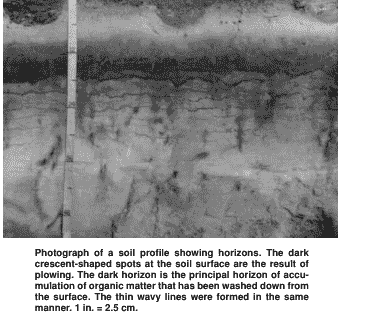 Photograph of a soil profile showing horizons. The dark
crescent-shaped spots at the soil surface are the result of
plowing. The dark horizon is the principal horizon of accu-
mulation of organic matter that has been washed down from
the surface. The thin wavy lines were formed in the same
manner. 1 in. = 2.5 cm.